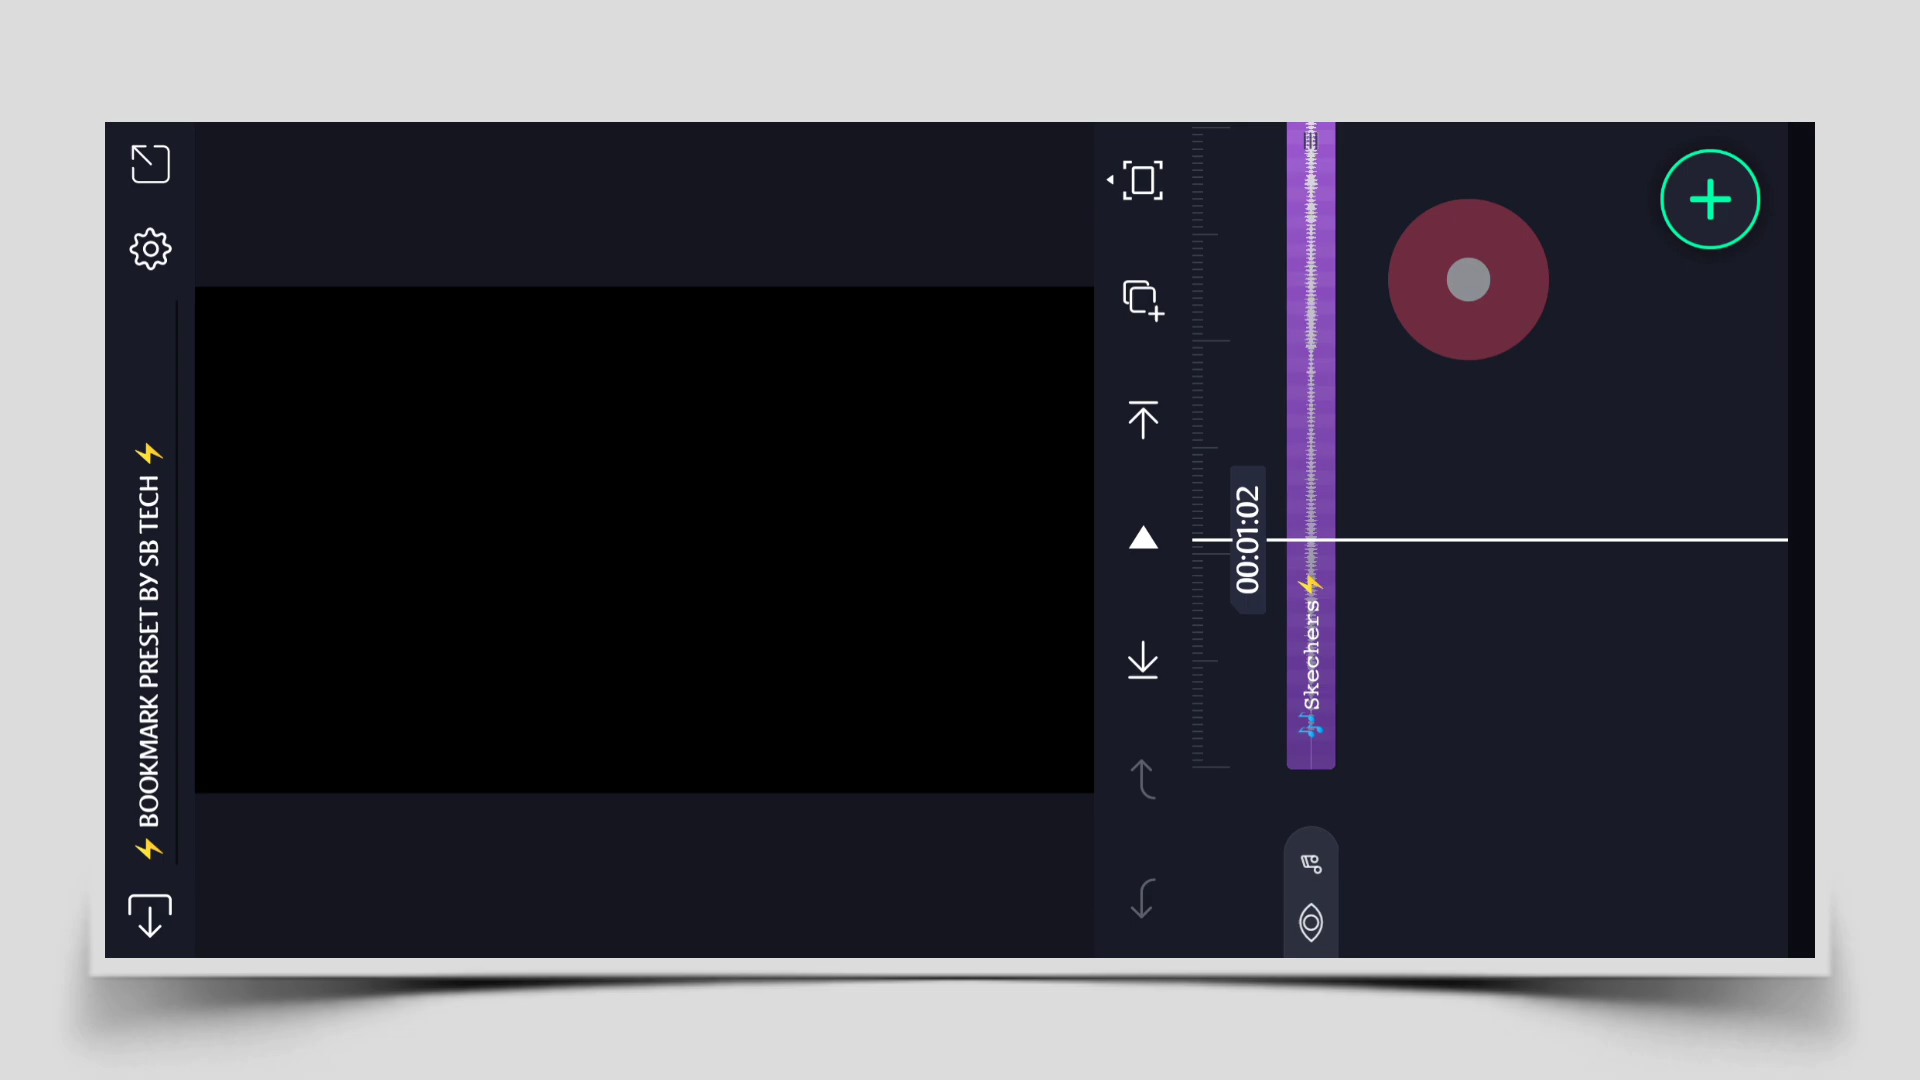 ⚡ BOOKMARK PRESET BY SB TECH ⚡
00:01:02
🎶Skechers⚡